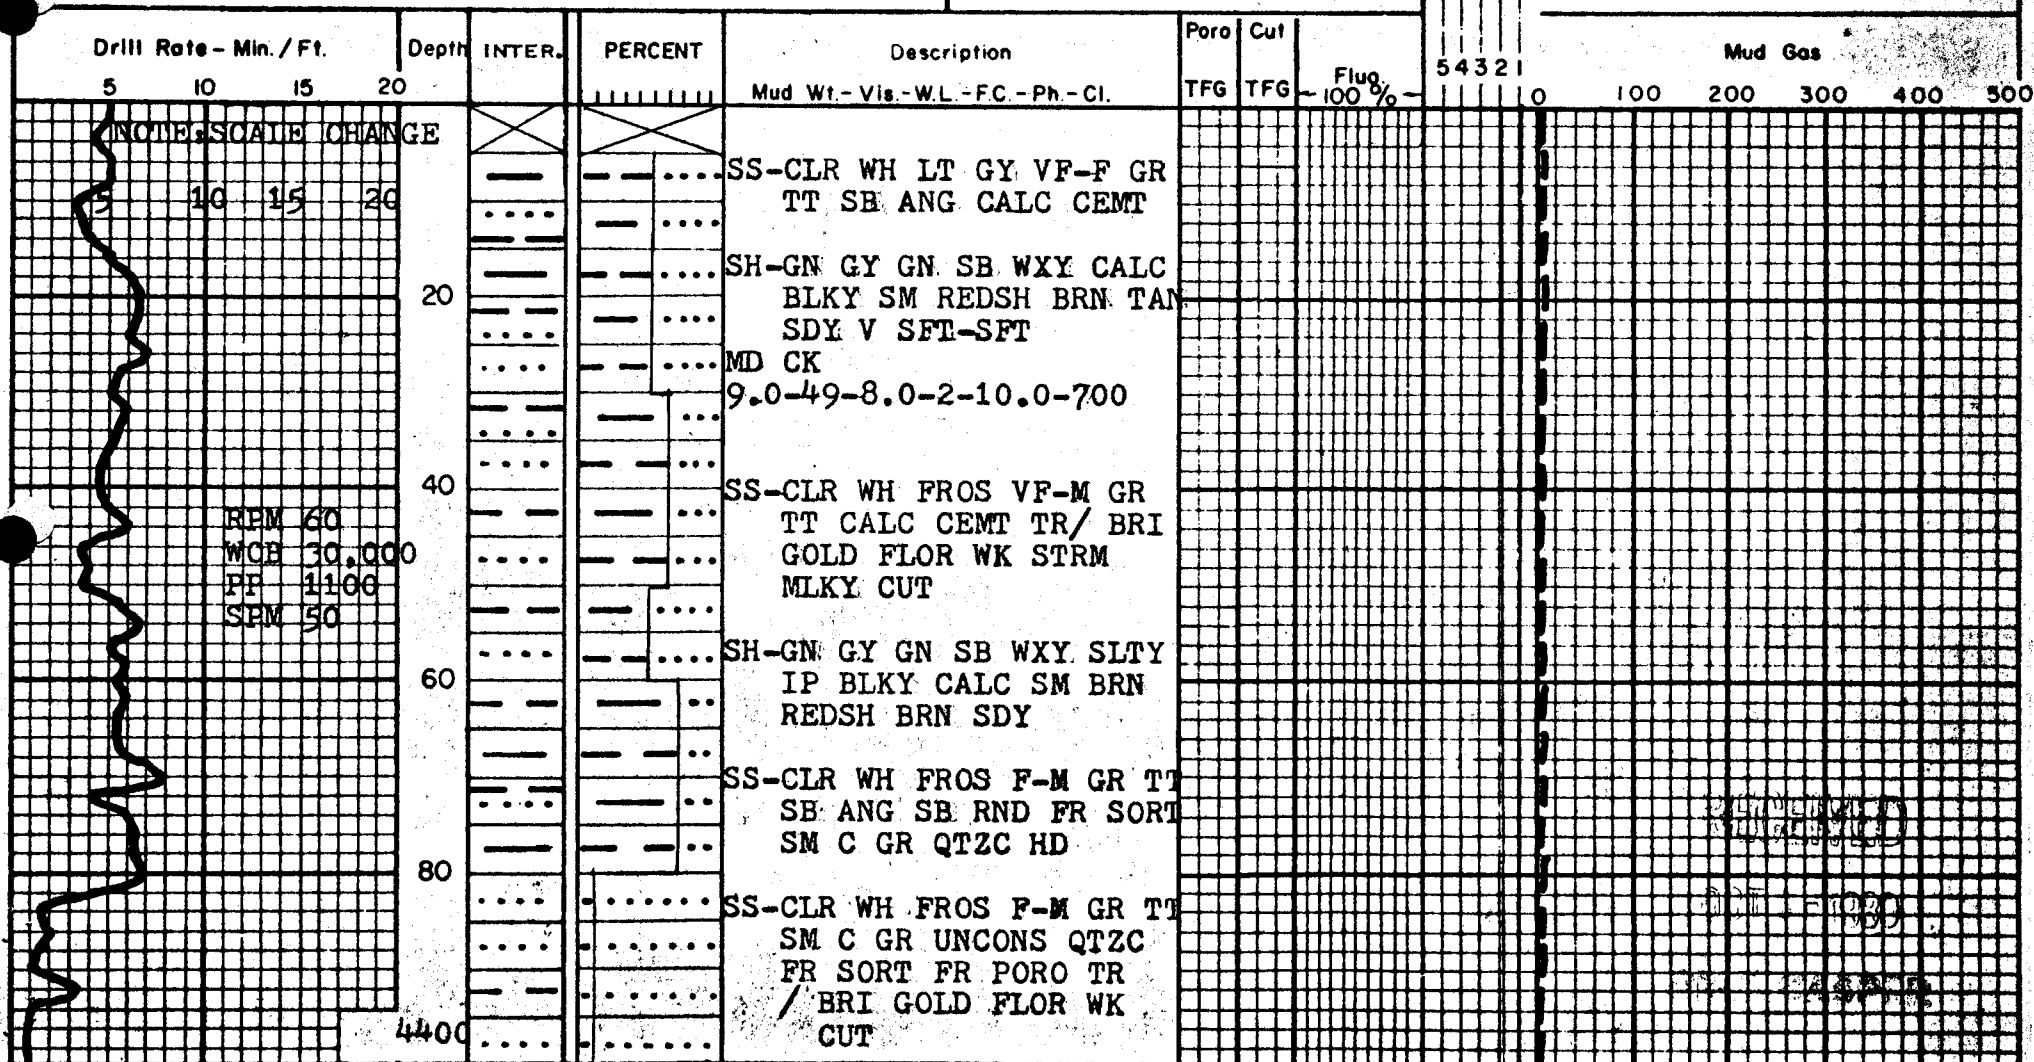 Drill Rate - Min./Ft.
Depth
INTER.
PERCENT
Description
Poro
Cut
Mud Gas
5 10 15 20
Mud Wt.- Vis.-W.L.-F.C.-Ph.-Cl.
TFG
TFG
Fluo.
100 %
5 4 3 2 1
0 100 200 300 400 500
NOTE:SCALE CHANGE
5 10 15 20
SS-CLR WH LT GY VF-F GR
TT SB ANG CALC CEMT
SH-GN GY GN SB WXY CALC
BLKY SM REDSH BRN TAN
SDY V SFT-SFT
20
MD CK
9.0-49-8.0-2-10.0-700
40
SS-CLR WH FROS VF-M GR
TT CALC CEMT TR/ BRI
GOLD FLOR WK STRM
MLKY CUT
RPM 60
WOB 30,000
PP 1100
SPM 50
SH-GN GY GN SB WXY SLTY
IP BLKY CALC SM BRN
REDSH BRN SDY
60
SS-CLR WH FROS F-M GR TT
SB ANG SB RND FR SORT
SM C GR QTZC HD
80
SS-CLR WH FROS F-M GR TT
SM C GR UNCONS QTZC
FR SORT FR PORO TR
/ BRI GOLD FLOR WK
CUT
4400